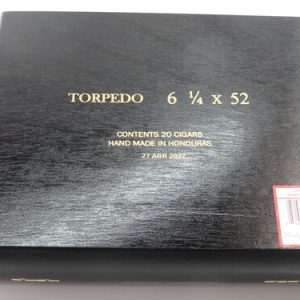 TORPEDO 6 ¼ x 52
CONTENTS 20 CIGARS
HAND MADE IN HONDURAS
27 ABR 2022